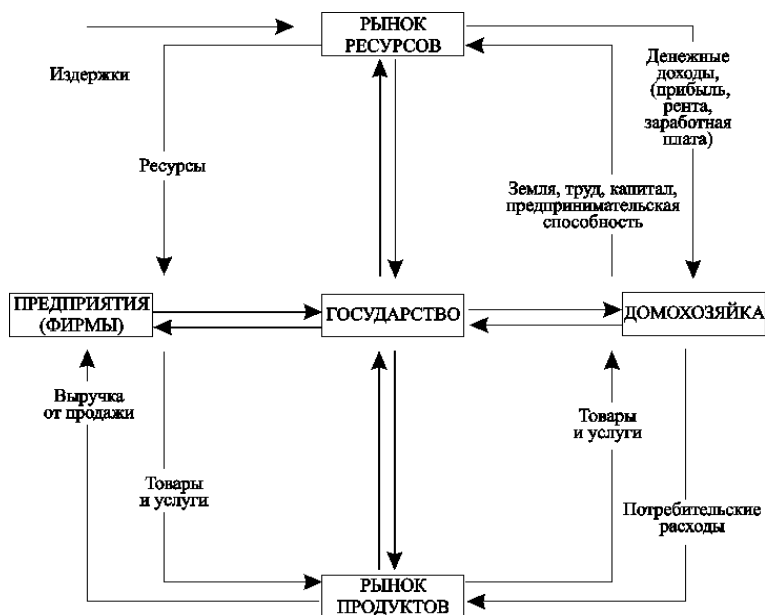 РЫНОК
РЕСУРСОВ
Издержки
Денежные
доходы,
(прибыль,
рента,
заработная
плата)
Ресурсы
Земля, труд, капитал,
предпринимательская
способность
ПРЕДПРИЯТИЯ
(ФИРМЫ)
ГОСУДАРСТВО
ДОМОХОЗЯЙКА
Выручка
от продажи
Товары
и услуги
Товары
и услуги
Потребительские
расходы
РЫНОК
ПРОДУКТОВ